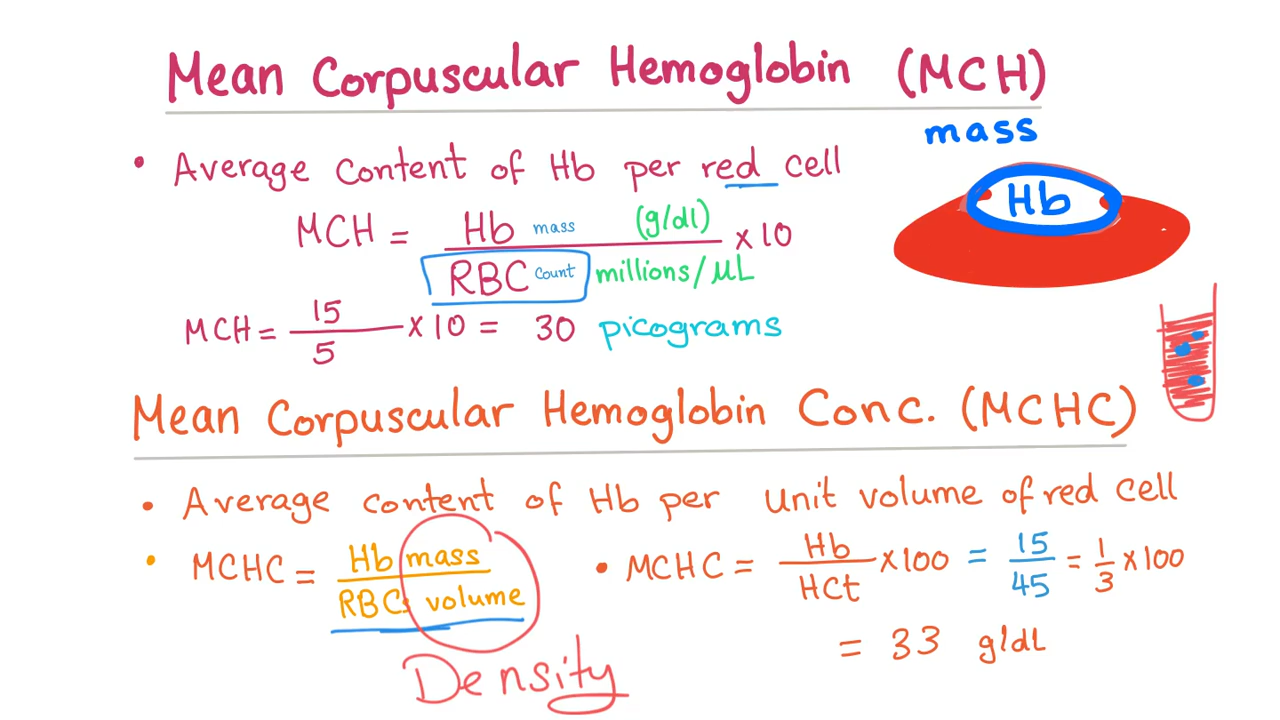 Mean Corpuscular Hemoglobin (MCH)
mass
• Average Content of Hb per red cell
Hb
MCH = Hb mass (g/dl) / RBC count millions/μL × 10
MCH = 15 / 5 × 10 = 30 picograms
Mean Corpuscular Hemoglobin Conc. (MCHC)
• Average content of Hb per Unit volume of red cell
• MCHC = Hb mass / RBCs volume
• MCHC = Hb / HCt × 100 = 15 / 45 = 1 / 3 × 100
= 33 g/dL
Density